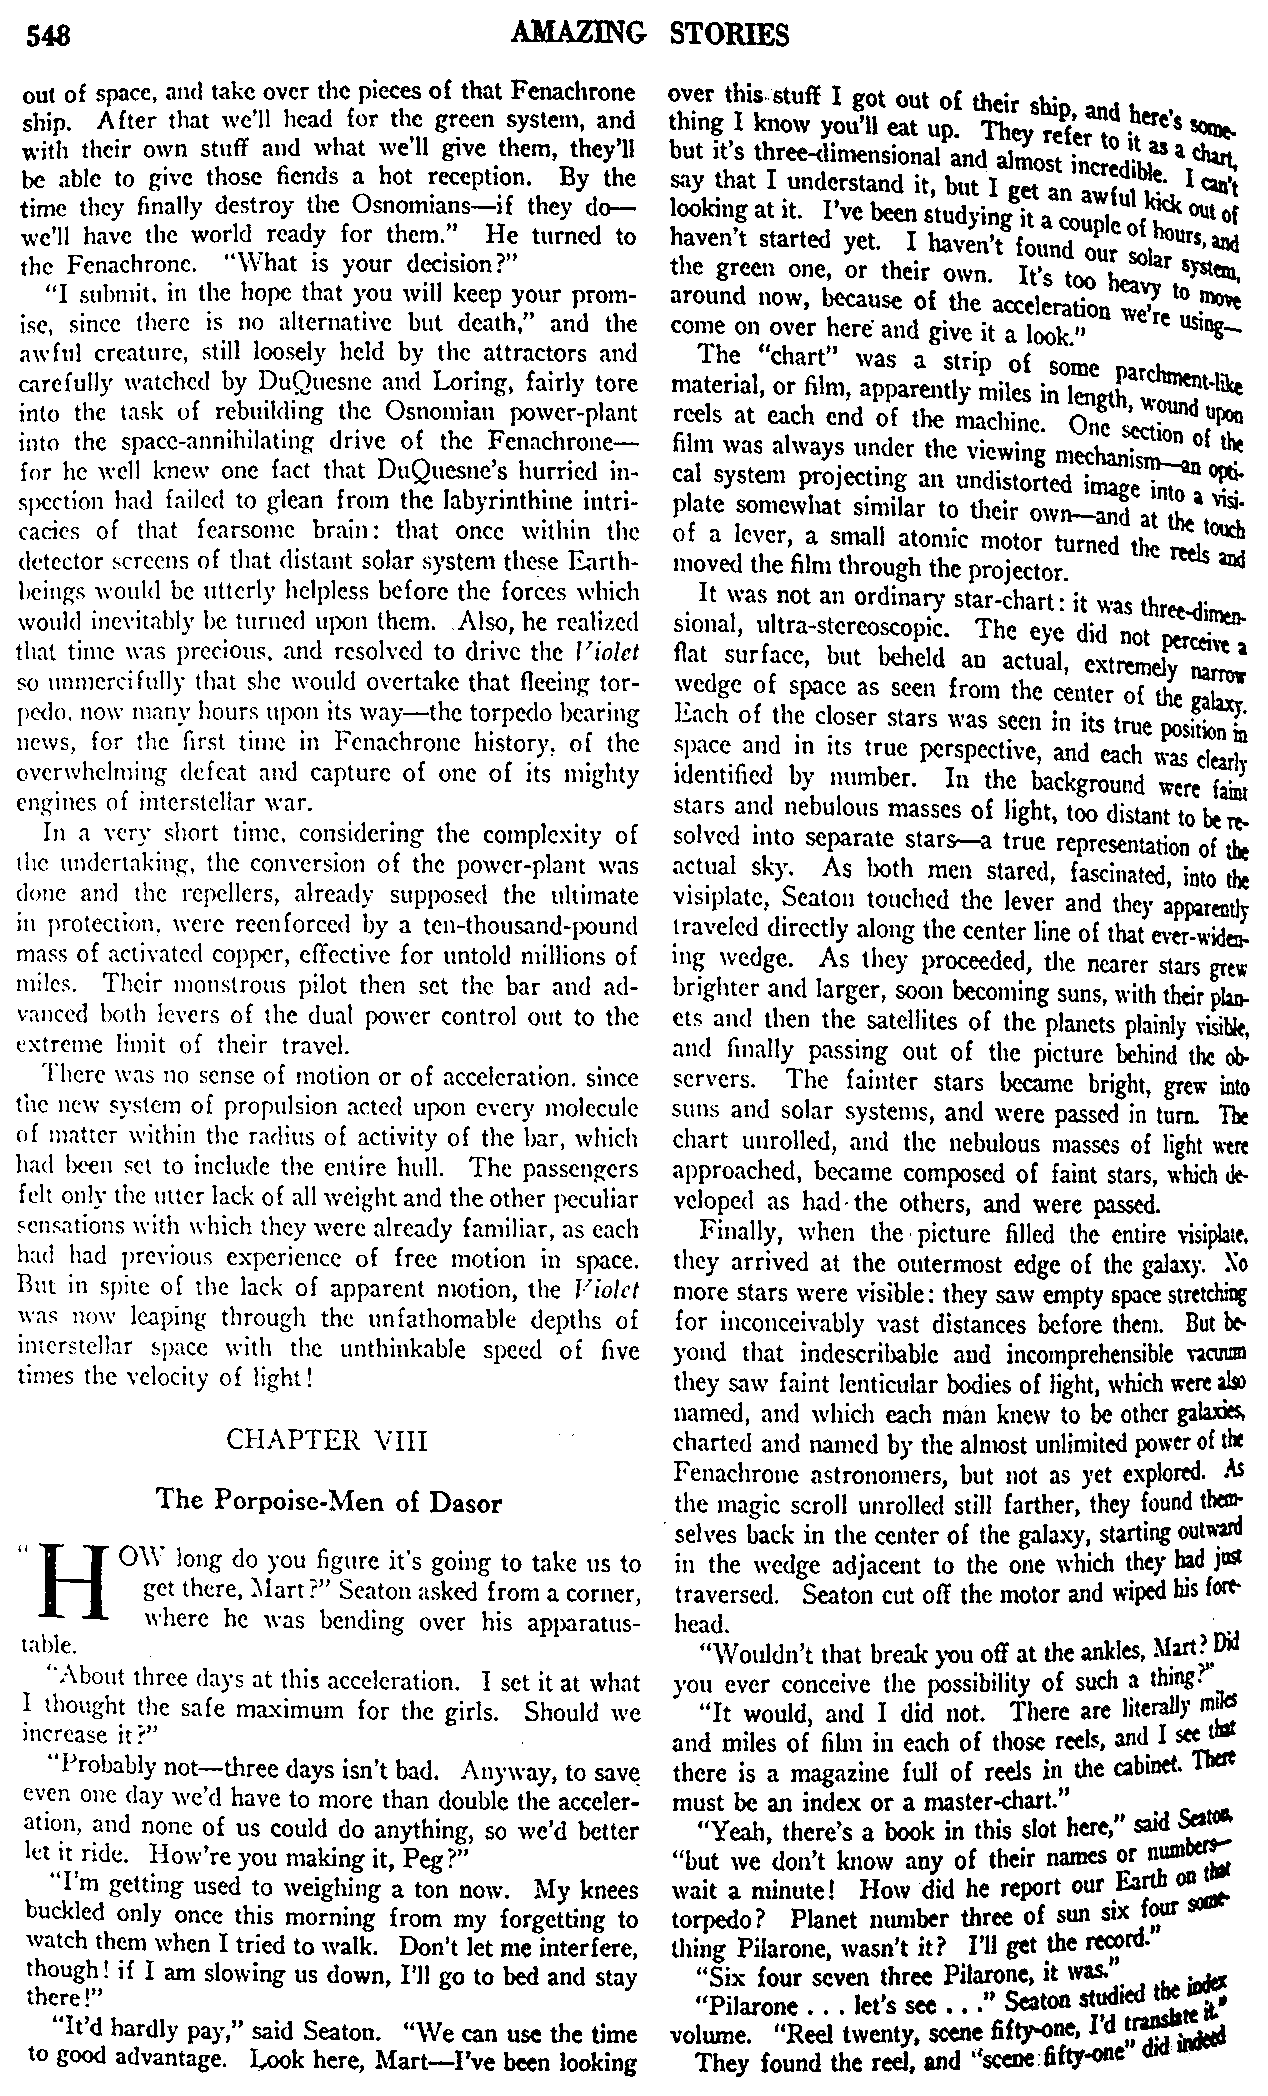 548
AMAZING STORIES
out of space, and take over the pieces of that Fenachrone
ship. After that we'll head for the green system, and
with their own stuff and what we'll give them, they'll
be able to give those fiends a hot reception. By the
time they finally destroy the Osnomians—if they do—
we'll have the world ready for them." He turned to
the Fenachrone. "What is your decision?"
"I submit, in the hope that you will keep your prom-
ise, since there is no alternative but death," and the
awful creature, still loosely held by the attractors and
carefully watched by DuQuesne and Loring, fairly tore
into the task of rebuilding the Osnomian power-plant
into the space-annihilating drive of the Fenachrone—
for he well knew one fact that DuQuesne's hurried in-
spection had failed to glean from the labyrinthine intri-
cacies of that fearsome brain: that once within the
detector screens of that distant solar system these Earth-
beings would be utterly helpless before the forces which
would inevitably be turned upon them. Also, he realized
that time was precious, and resolved to drive the Violet
so unmercifully that she would overtake that fleeing tor-
pedo, now many hours upon its way—the torpedo bearing
news, for the first time in Fenachrone history, of the
overwhelming defeat and capture of one of its mighty
engines of interstellar war.
In a very short time, considering the complexity of
the undertaking, the conversion of the power-plant was
done and the repellers, already supposed the ultimate
in protection, were reenforced by a ten-thousand-pound
mass of activated copper, effective for untold millions of
miles. Their monstrous pilot then set the bar and ad-
vanced both levers of the dual power control out to the
extreme limit of their travel.
There was no sense of motion or of acceleration, since
the new system of propulsion acted upon every molecule
of matter within the radius of activity of the bar, which
had been set to include the entire hull. The passengers
felt only the utter lack of all weight and the other peculiar
sensations with which they were already familiar, as each
had had previous experience of free motion in space.
But in spite of the lack of apparent motion, the Violet
was now leaping through the unfathomable depths of
interstellar space with the unthinkable speed of five
times the velocity of light!
CHAPTER VIII
The Porpoise-Men of Dasor
"HOW long do you figure it's going to take us to
get there, Mart?" Seaton asked from a corner,
where he was bending over his apparatus-
table.
"About three days at this acceleration. I set it at what
I thought the safe maximum for the girls. Should we
increase it?"
"Probably not—three days isn't bad. Anyway, to save
even one day we'd have to more than double the acceler-
ation, and none of us could do anything, so we'd better
let it ride. How're you making it, Peg?"
"I'm getting used to weighing a ton now. My knees
buckled only once this morning from my forgetting to
watch them when I tried to walk. Don't let me interfere,
though! if I am slowing us down, I'll go to bed and stay
there!"
"It'd hardly pay," said Seaton. "We can use the time
to good advantage. Look here, Mart—I've been looking
over this stuff I got out of their ship, and here's some-
thing I know you'll eat up. They refer to it as a chart,
but it's three-dimensional and almost incredible. I can't
say that I understand it, but I get an awful kick out of
looking at it. I've been studying it a couple of hours, and
haven't started yet. I haven't found our solar system,
the green one, or their own. It's too heavy to move
around now, because of the acceleration we're using—
come on over here and give it a look."
The "chart" was a strip of some parchment-like
material, or film, apparently miles in length, wound upon
reels at each end of the machine. One section of the
film was always under the viewing mechanism—an opti-
cal system projecting an undistorted image into a visi-
plate somewhat similar to their own—and at the touch
of a lever, a small atomic motor turned the reels and
moved the film through the projector.
It was not an ordinary star-chart: it was three-dimen-
sional, ultra-stereoscopic. The eye did not perceive a
flat surface, but beheld an actual, extremely narrow
wedge of space as seen from the center of the galaxy.
Each of the closer stars was seen in its true position in
space and in its true perspective, and each was clearly
identified by number. In the background were faint
stars and nebulous masses of light, too distant to be re-
solved into separate stars—a true representation of the
actual sky. As both men stared, fascinated, into the
visiplate, Seaton touched the lever and they apparently
traveled directly along the center line of that ever-widen-
ing wedge. As they proceeded, the nearer stars grew
brighter and larger, soon becoming suns, with their plan-
ets and then the satellites of the planets plainly visible,
and finally passing out of the picture behind the ob-
servers. The fainter stars became bright, grew into
suns and solar systems, and were passed in turn. The
chart unrolled, and the nebulous masses of light were
approached, became composed of faint stars, which de-
veloped as had the others, and were passed.
Finally, when the picture filled the entire visiplate,
they arrived at the outermost edge of the galaxy. No
more stars were visible: they saw empty space stretching
for inconceivably vast distances before them. But be-
yond that indescribable and incomprehensible vacuum
they saw faint lenticular bodies of light, which were also
named, and which each man knew to be other galaxies,
charted and named by the almost unlimited power of the
Fenachrone astronomers, but not as yet explored. As
the magic scroll unrolled still farther, they found them-
selves back in the center of the galaxy, starting outward
in the wedge adjacent to the one which they had just
traversed. Seaton cut off the motor and wiped his fore-
head.
"Wouldn't that break you off at the ankles, Mart? Did
you ever conceive the possibility of such a thing?"
"It would, and I did not. There are literally miles
and miles of film in each of those reels, and I see that
there is a magazine full of reels in the cabinet. There
must be an index or a master-chart."
"Yeah, there's a book in this slot here," said Seaton,
"but we don't know any of their names or numbers—
wait a minute! How did he report our Earth on that
torpedo? Planet number three of sun six four some-
thing Pilarone, wasn't it? I'll get the record."
"Six four seven three Pilarone, it was."
"Pilarone . . . let's see . . ." Seaton studied the index
volume. "Reel twenty, scene fifty-one, I'd translate it."
They found the reel, and "scene fifty-one" did indeed